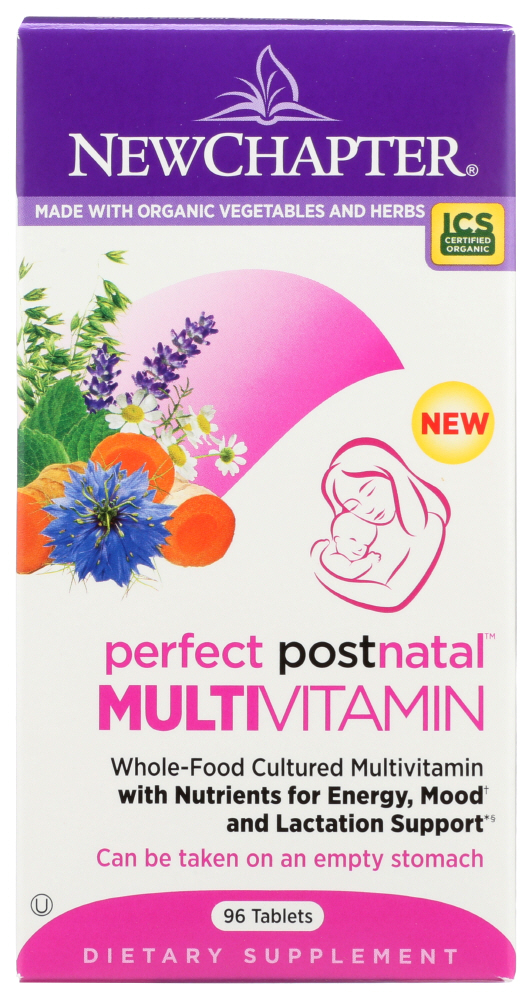 NEWCHAPTER®
MADE WITH ORGANIC VEGETABLES AND HERBS
ICS
CERTIFIED
ORGANIC
NEW
perfect postnatal™
MULTIVITAMIN
Whole-Food Cultured Multivitamin
with Nutrients for Energy, Mood†
and Lactation Support*§
Can be taken on an empty stomach
U
96 Tablets
DIETARY SUPPLEMENT